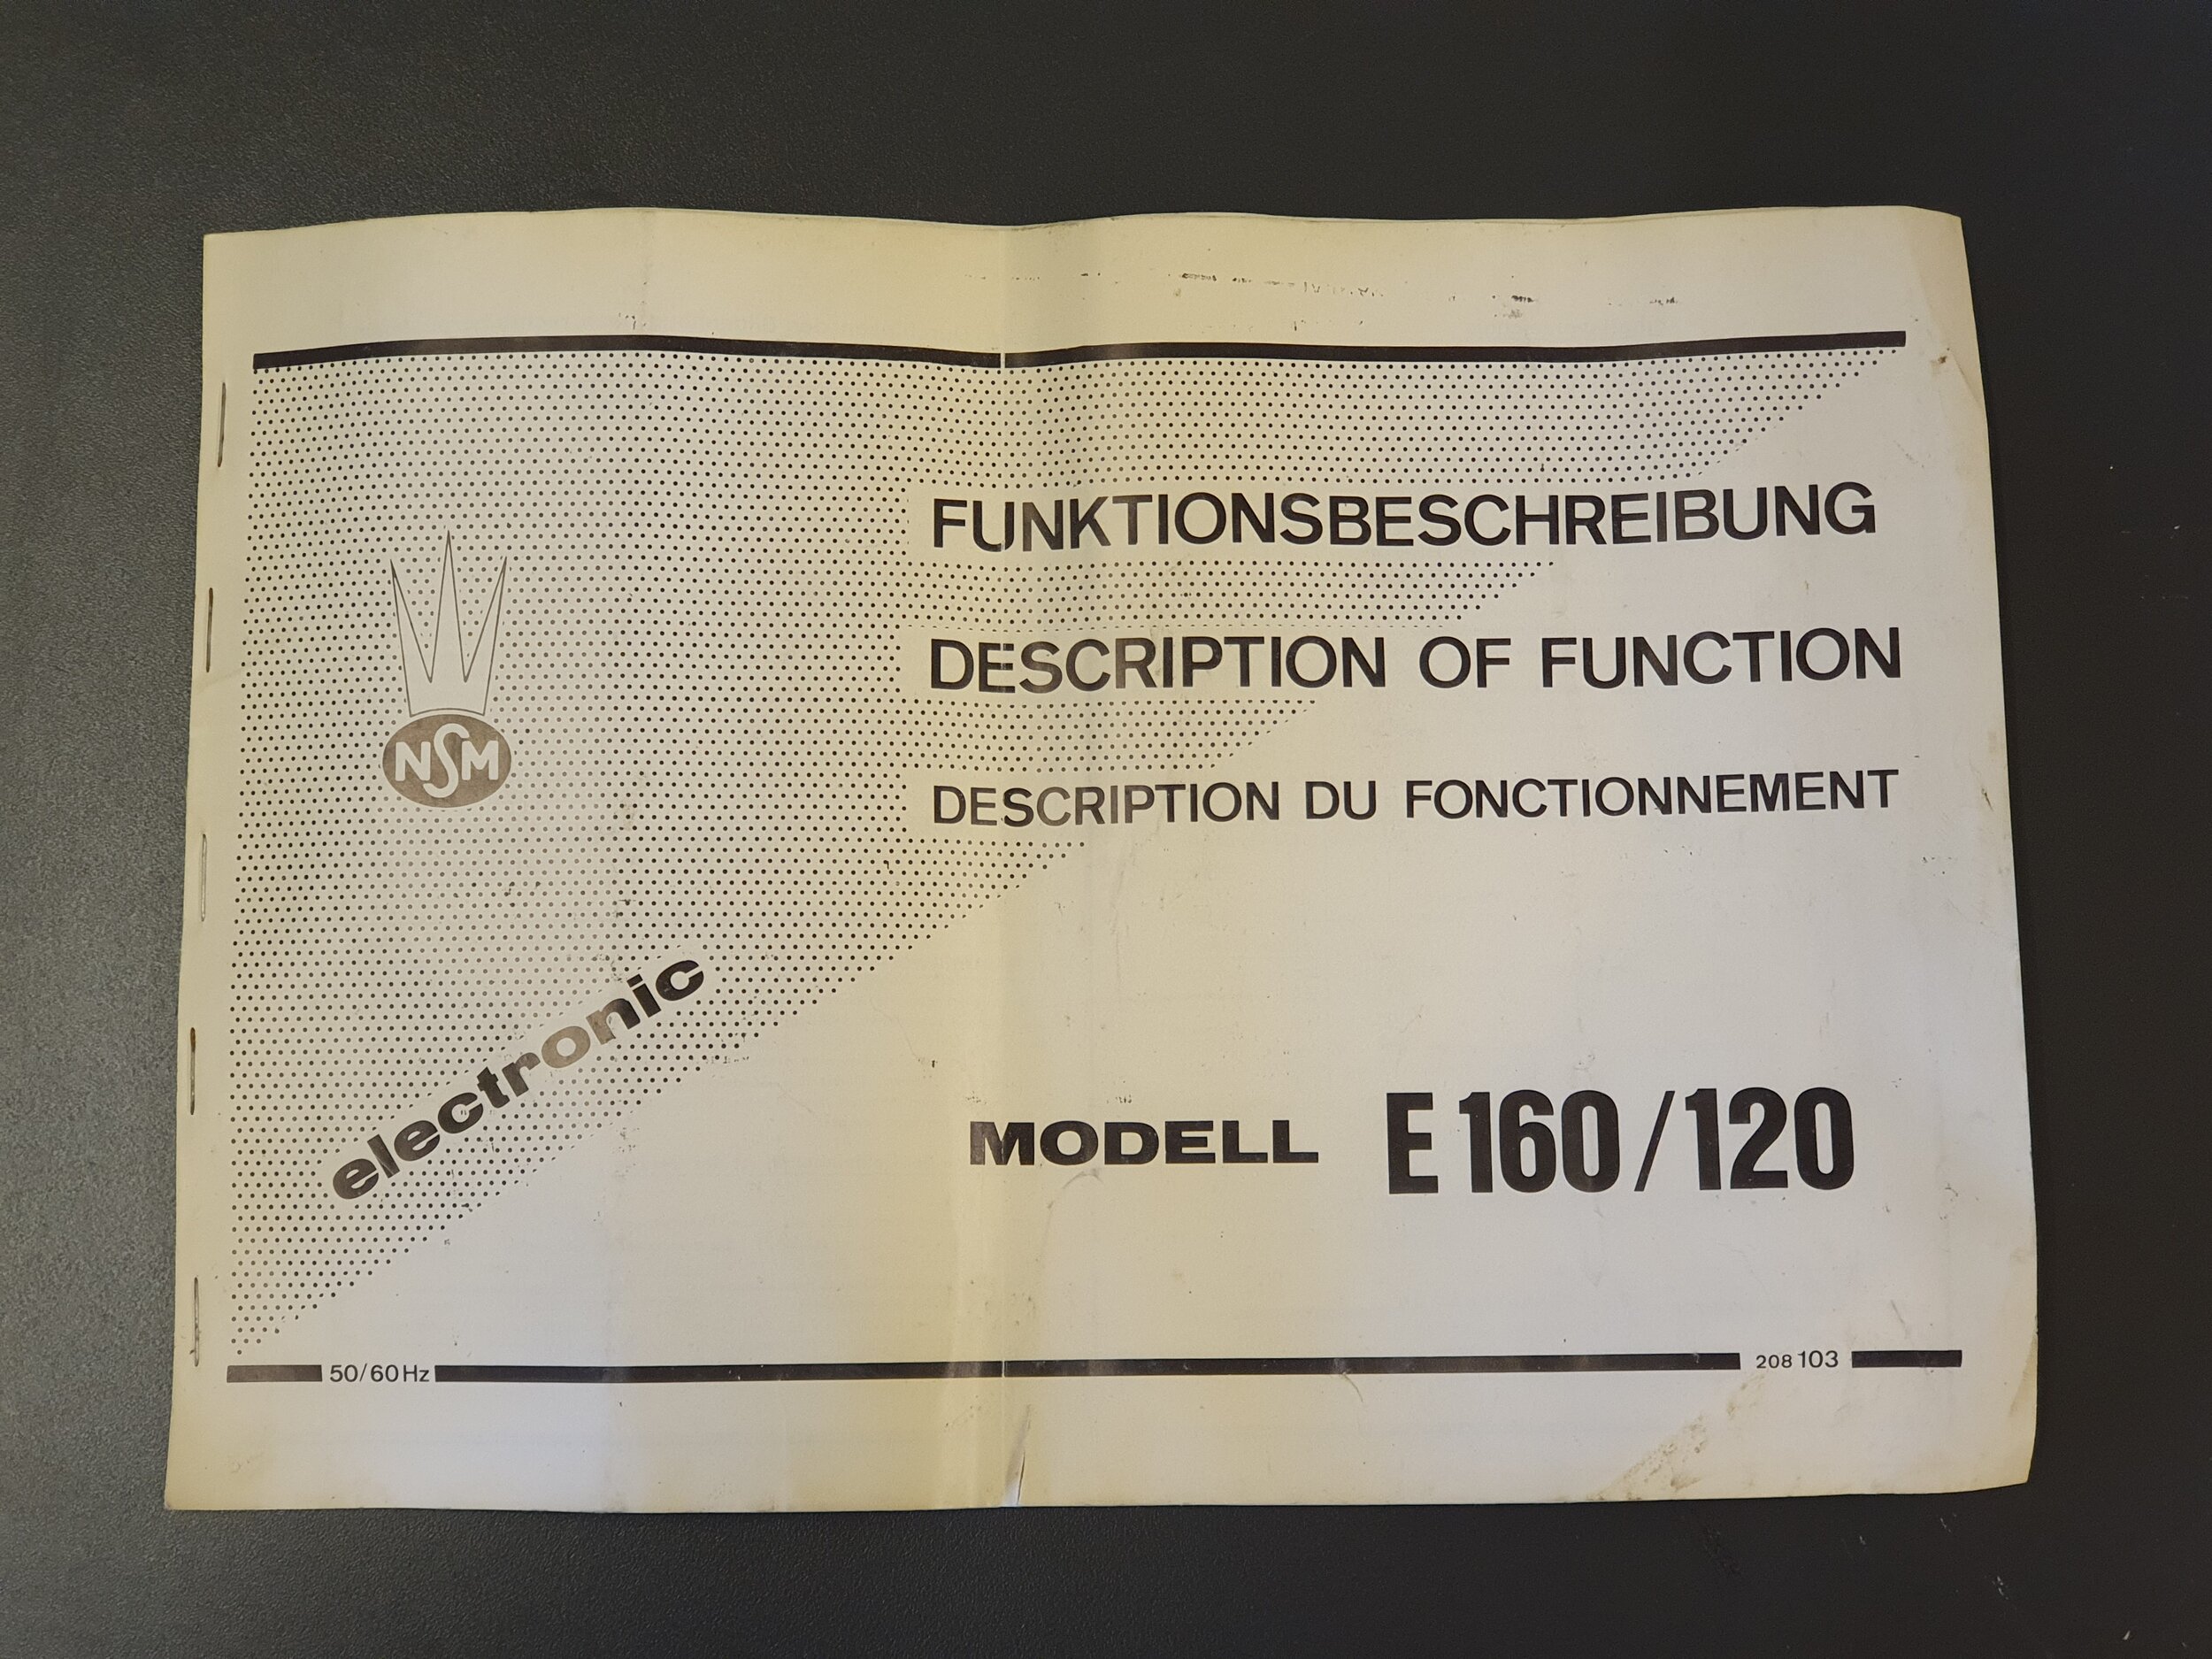 FUNKTIONSBESCHREIBUNG
DESCRIPTION OF FUNCTION
DESCRIPTION DU FONCTIONNEMENT
NSM
electronic
MODELL E 160/120
50/60 Hz
208 103